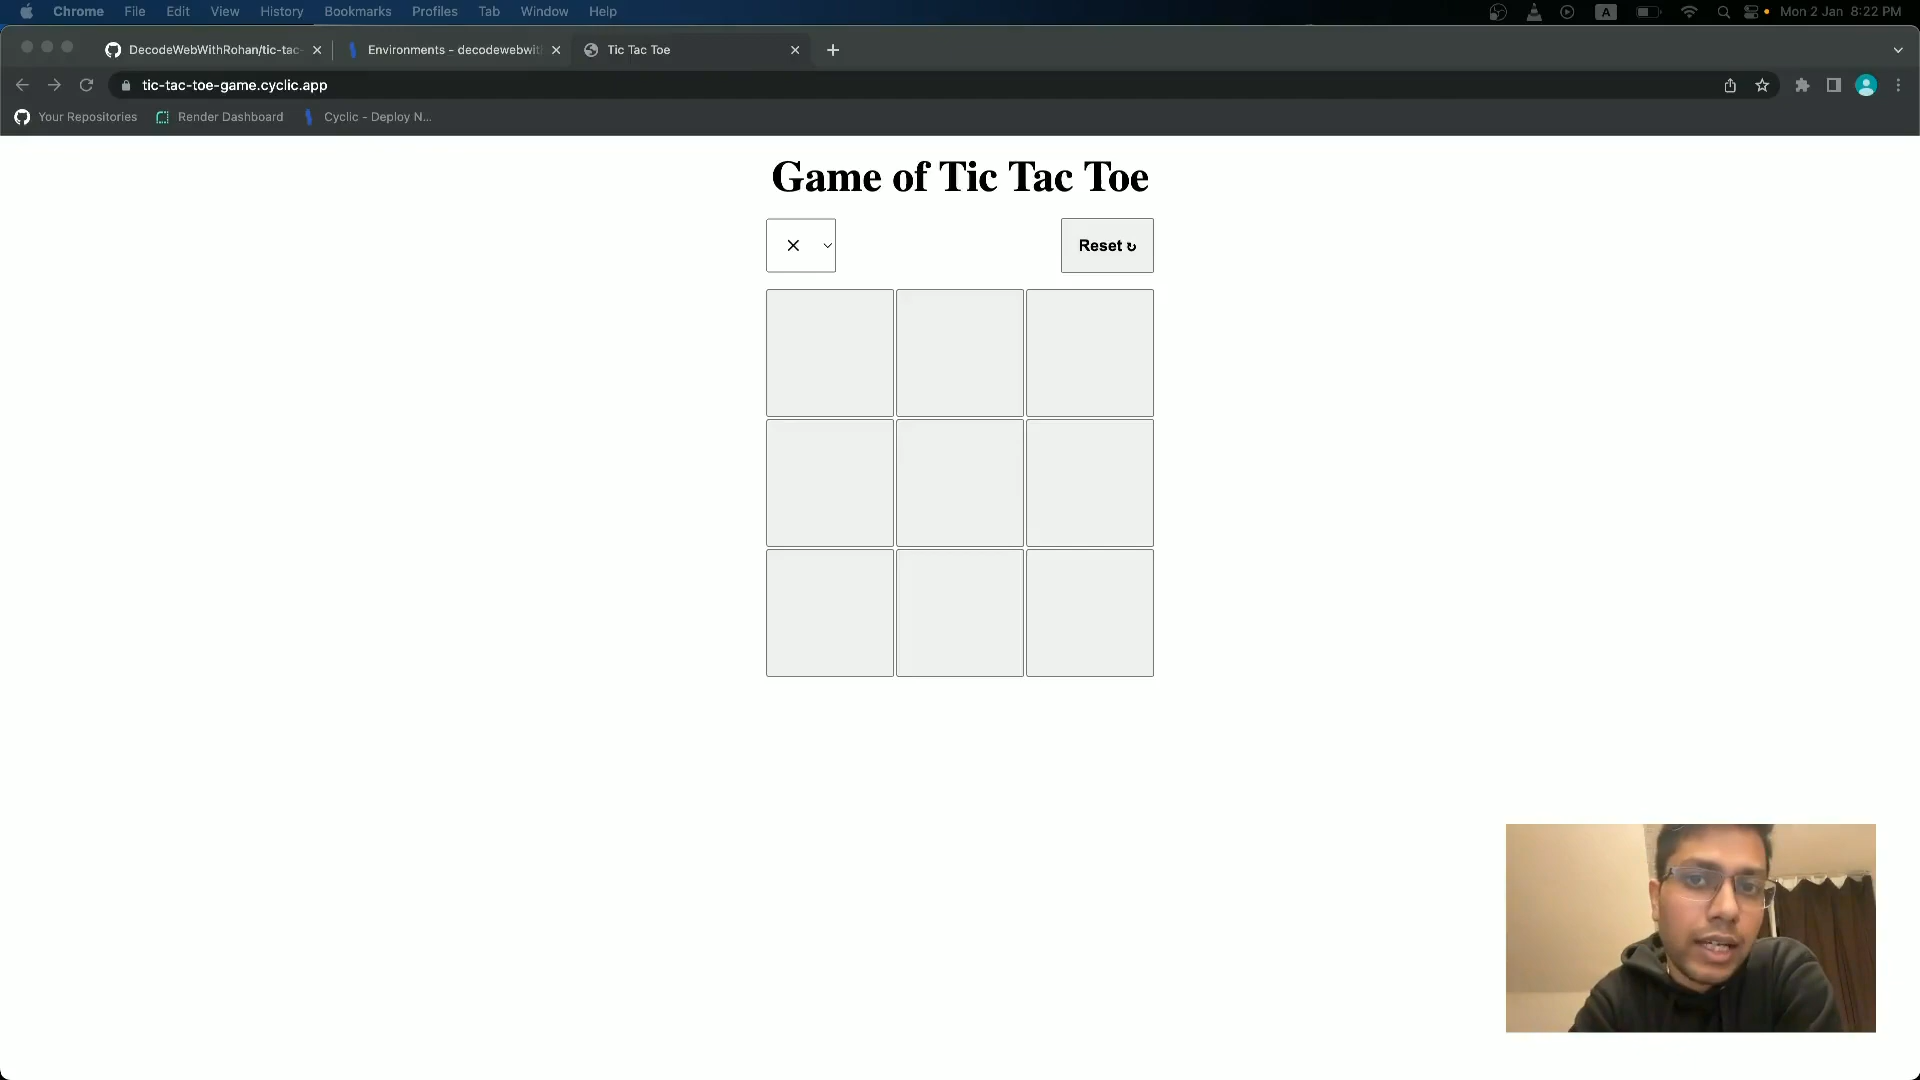 Chrome File Edit View History Bookmarks Profiles Tab Window Help A Mon 2 Jan 8:22 PM
DecodeWebWithRohan/tic-tac- Environments - decodewebwit Tic Tac Toe
tic-tac-toe-game.cyclic.app
Your Repositories Render Dashboard Cyclic - Deploy N...
Game of Tic Tac Toe
✕ Reset ↻